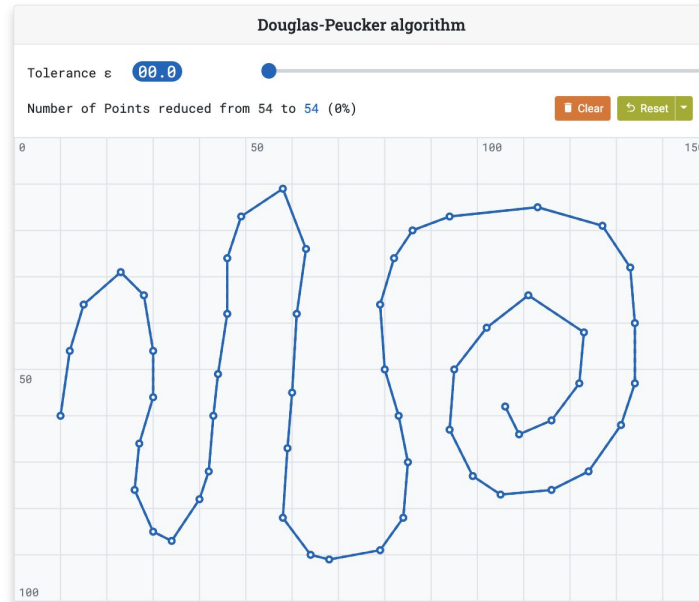 Douglas-Peucker algorithm
Tolerance ε 00.0
Number of Points reduced from 54 to 54 (0%)
Clear
Reset
0 50 100
50
100